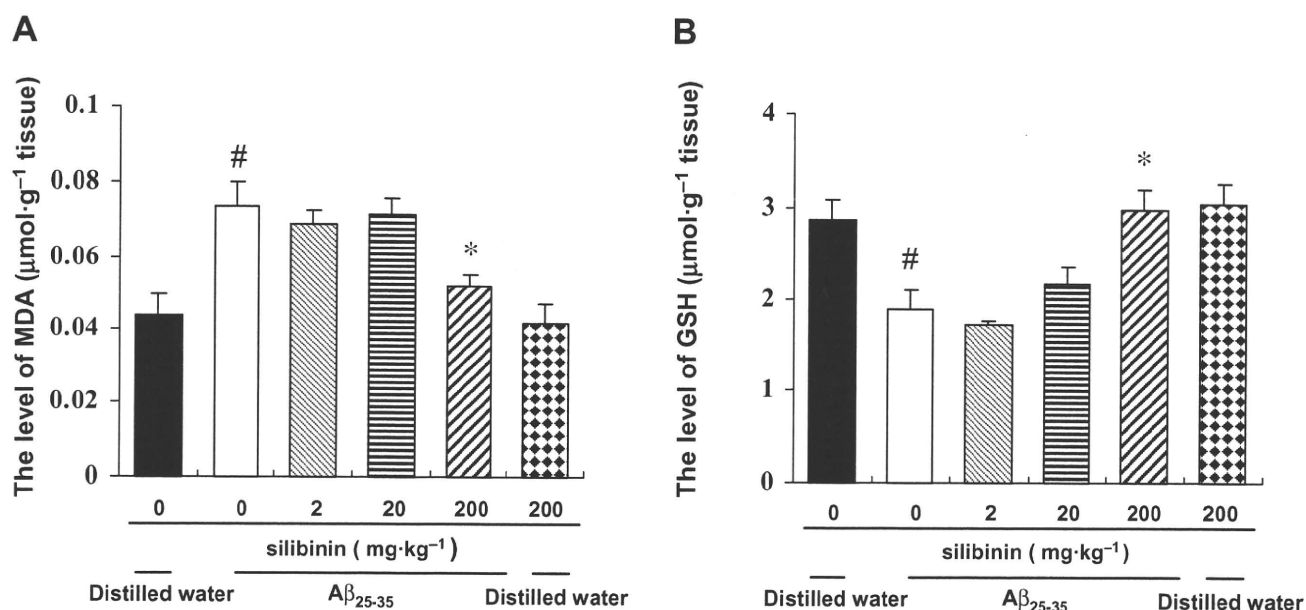 A
The level of MDA (μmol·g⁻¹ tissue)
0.1
0.08
0.06
0.04
0.02
0
#
*
0 0 2 20 200 200
silibinin ( mg·kg⁻¹)
Distilled water Aβ25-35 Distilled water
B
The level of GSH (μmol·g⁻¹ tissue)
4
3
2
1
0
#
*
0 0 2 20 200 200
silibinin ( mg·kg⁻¹)
Distilled water Aβ25-35 Distilled water